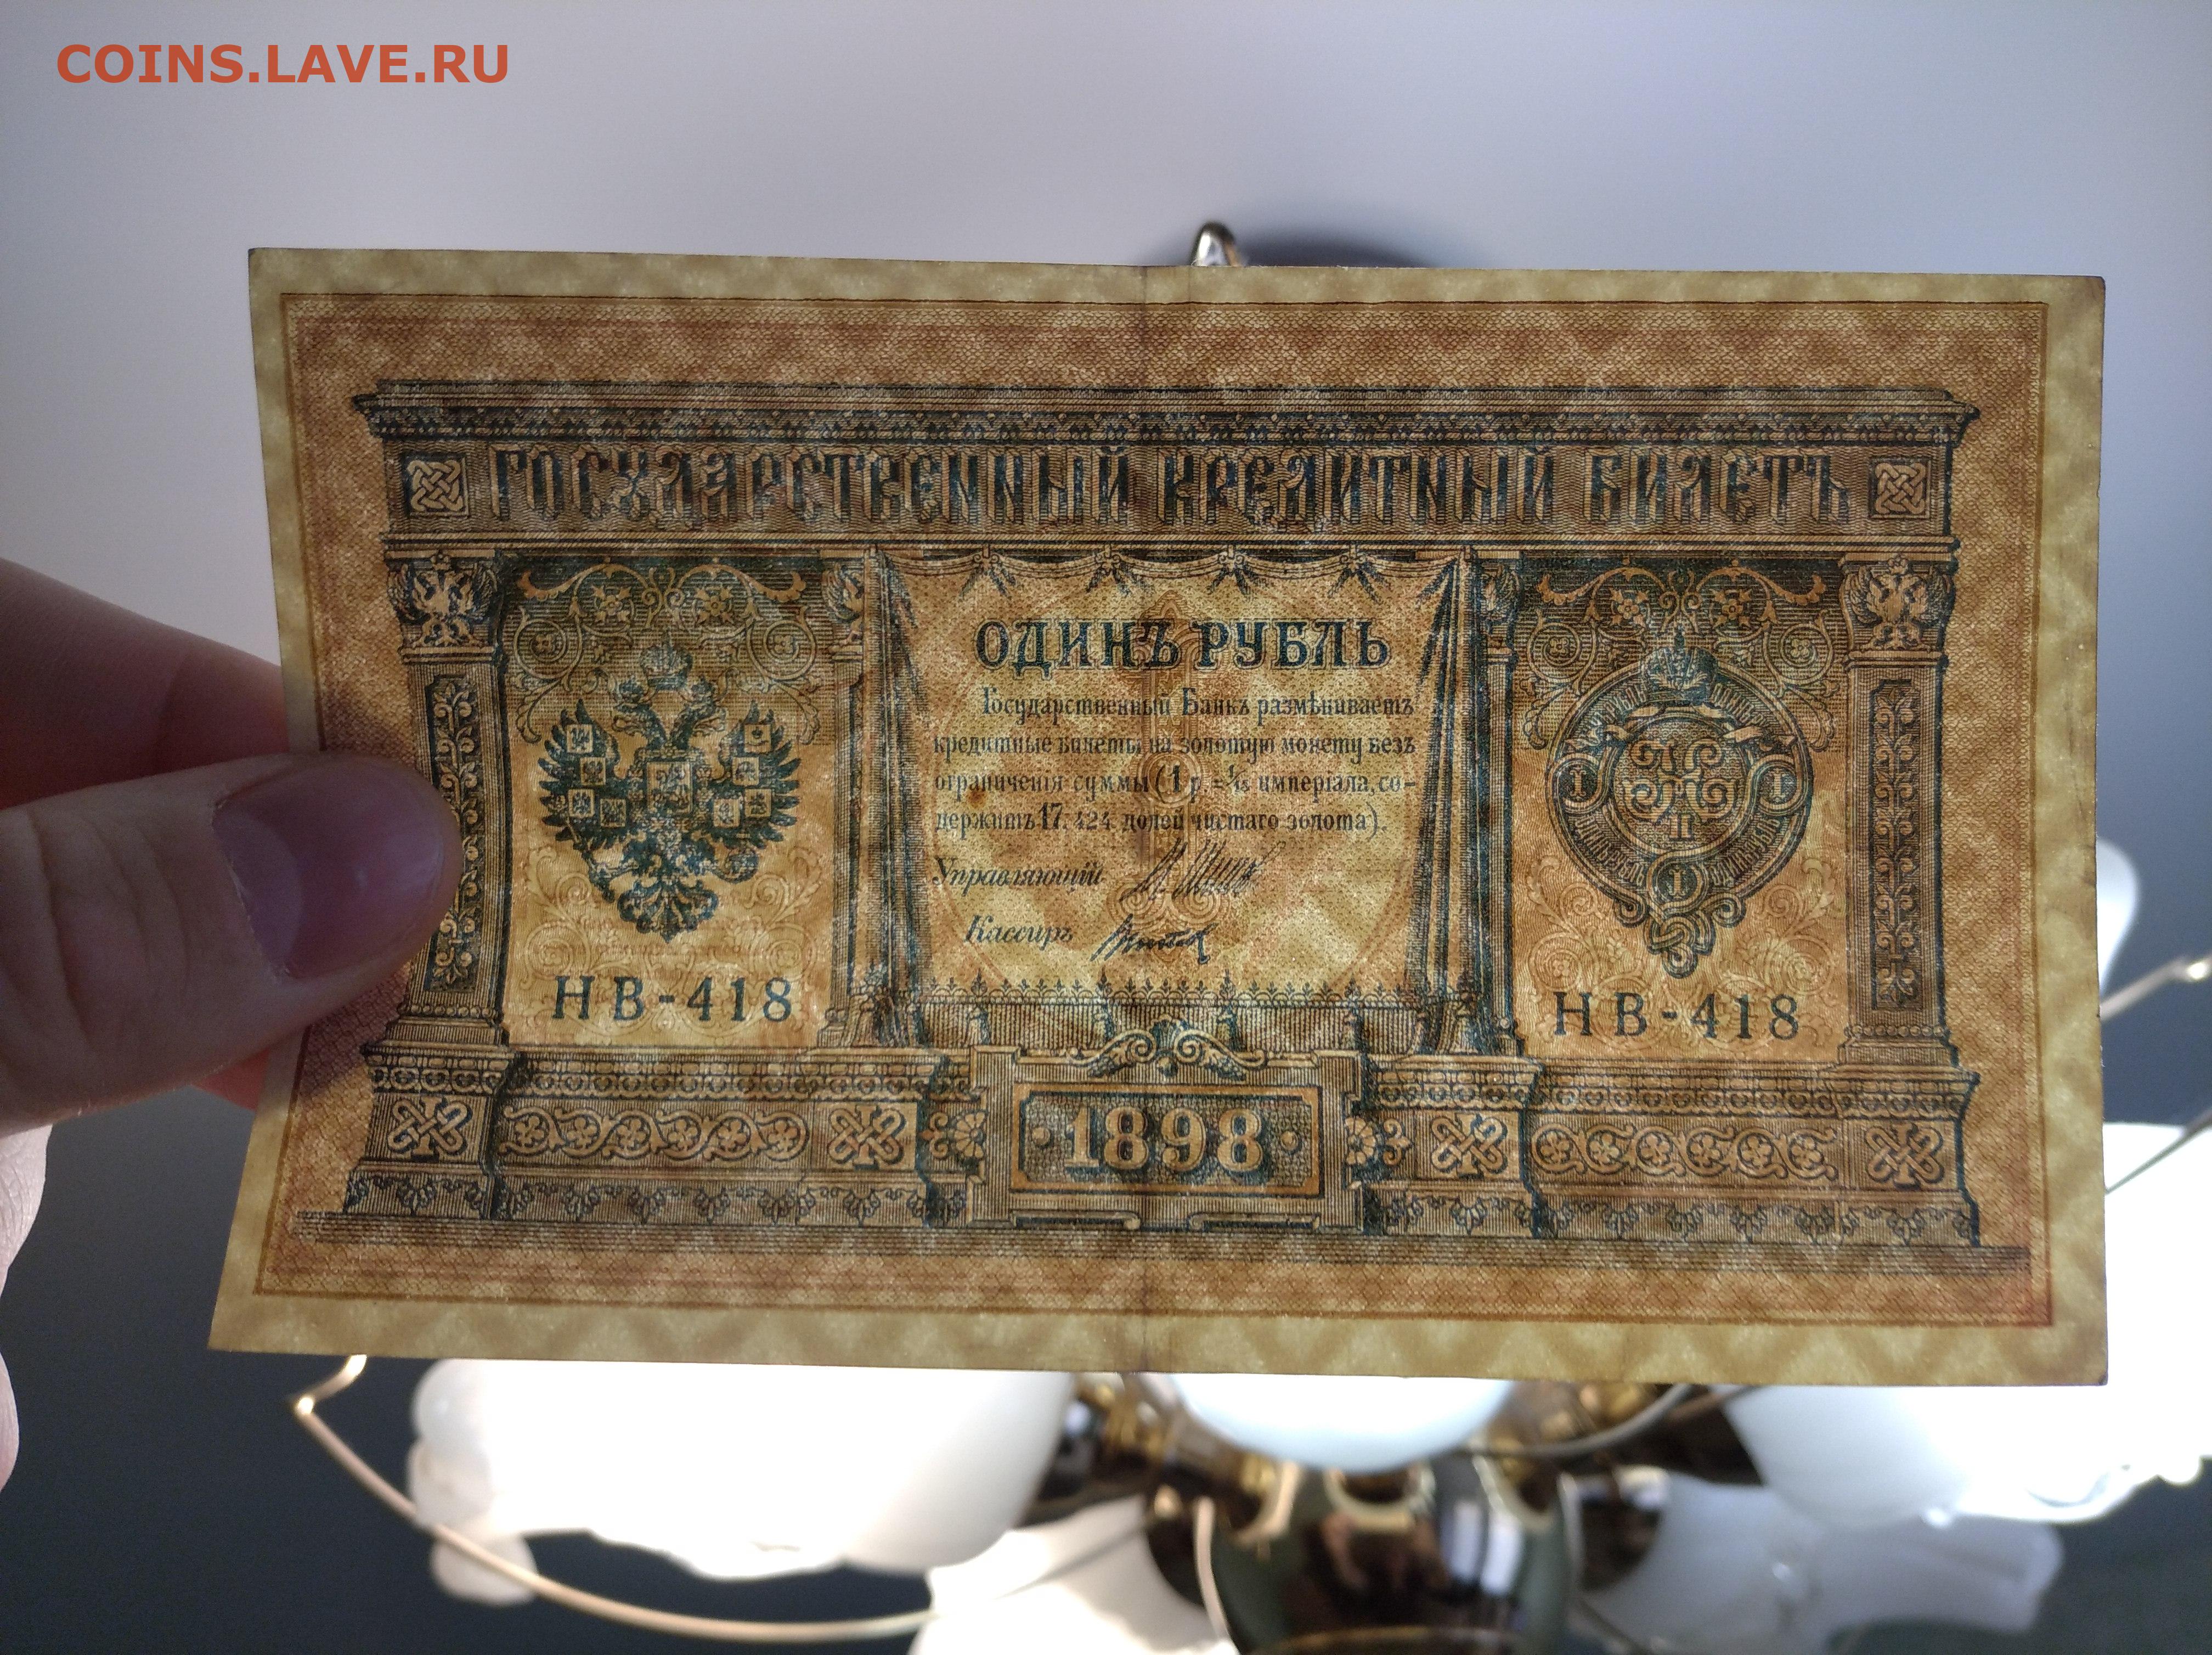 COINS.LAVE.RU
ГОСУДАРСТВЕННЫЙ КРЕДИТНЫЙ БИЛЕТЪ
ОДИНЪ РУБЛЬ
Государственный Банкъ размѣниваетъ
кредитные билеты на золотую монету безъ
ограниченія суммы (1 р. = 1/15 имперіала, со-
держитъ 17,424 долей чистаго золота).
Управляющій
Кассиръ
НВ-418
НВ-418
1898